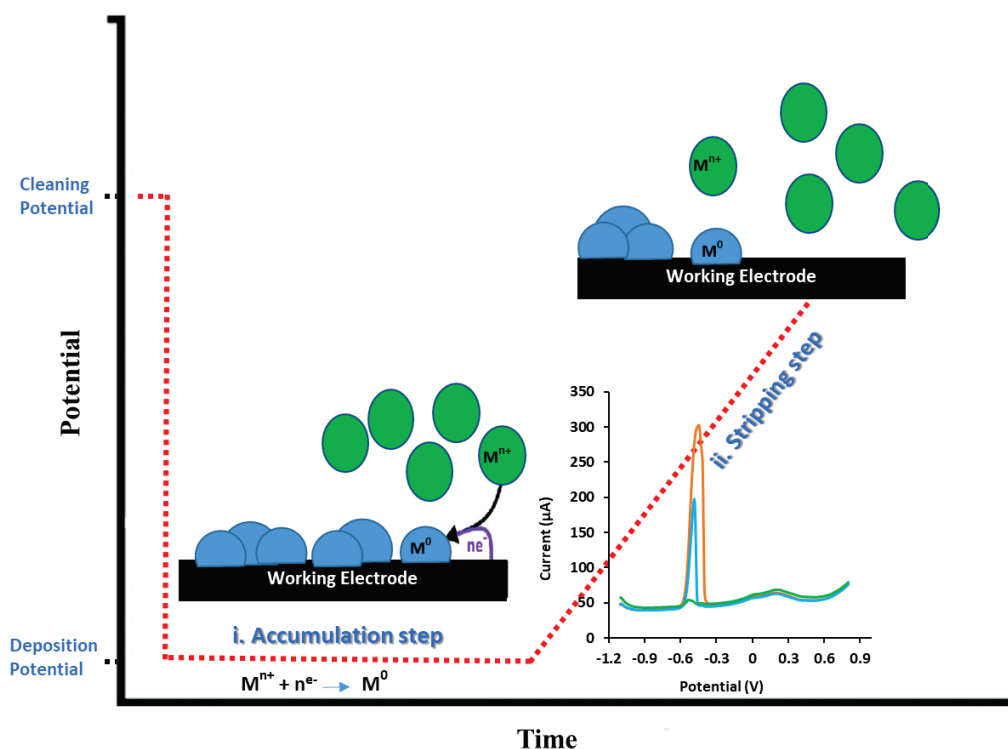 Cleaning
Potential
Potential
Deposition
Potential
Time
M⁰
ne⁻
Mⁿ⁺
Working Electrode
i. Accumulation step
Mⁿ⁺ + nᵉ⁻ → M⁰
Mⁿ⁺
M⁰
Working Electrode
ii. Stripping step
Current (µA)
350
300
250
200
150
100
50
0
-1.2 -0.9 -0.6 -0.3 0 0.3 0.6 0.9
Potential (V)